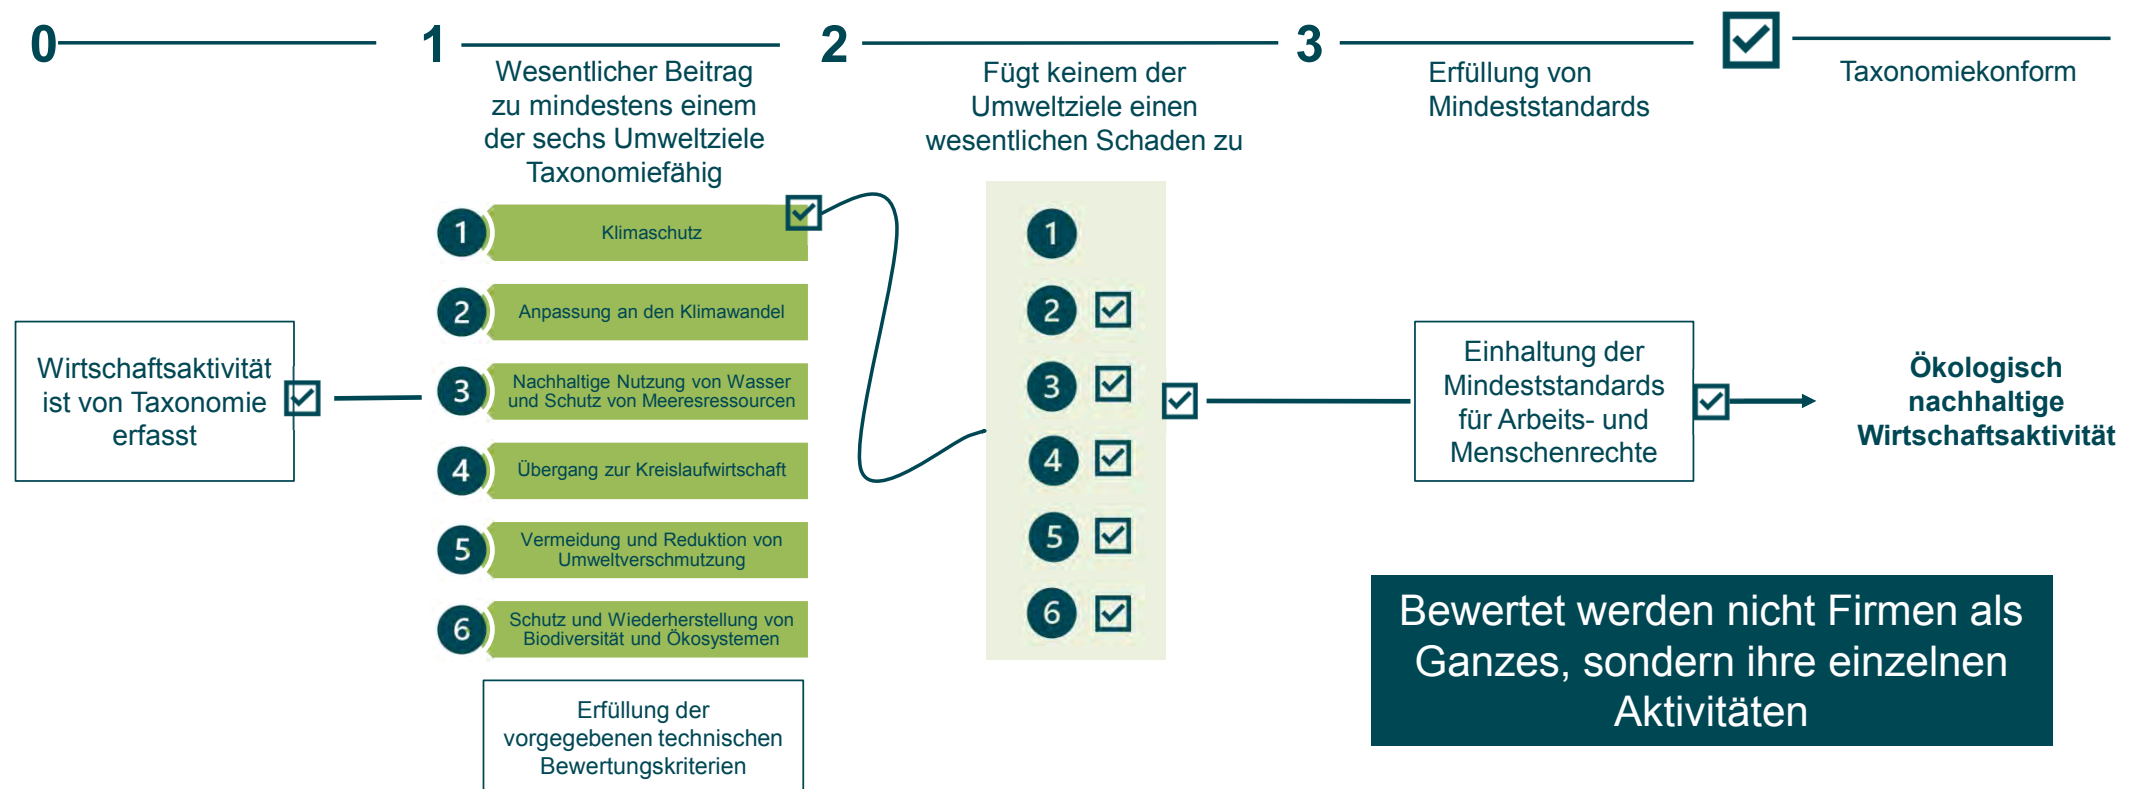 0
1
2
3
Wesentlicher Beitrag
zu mindestens einem
der sechs Umweltziele
Taxonomiefähig
Fügt keinem der
Umweltziele einen
wesentlichen Schaden zu
Erfüllung von
Mindeststandards
Taxonomiekonform
Wirtschaftsaktivität
ist von Taxonomie
erfasst
1
Klimaschutz
2
Anpassung an den Klimawandel
3
Nachhaltige Nutzung von Wasser
und Schutz von Meeresressourcen
4
Übergang zur Kreislaufwirtschaft
5
Vermeidung und Reduktion von
Umweltverschmutzung
6
Schutz und Wiederherstellung von
Biodiversität und Ökosystemen
Erfüllung der
vorgegebenen technischen
Bewertungskriterien
1
2
3
4
5
6
Einhaltung der
Mindeststandards
für Arbeits- und
Menschenrechte
Ökologisch
nachhaltige
Wirtschaftsaktivität
Bewertet werden nicht Firmen als
Ganzes, sondern ihre einzelnen
Aktivitäten